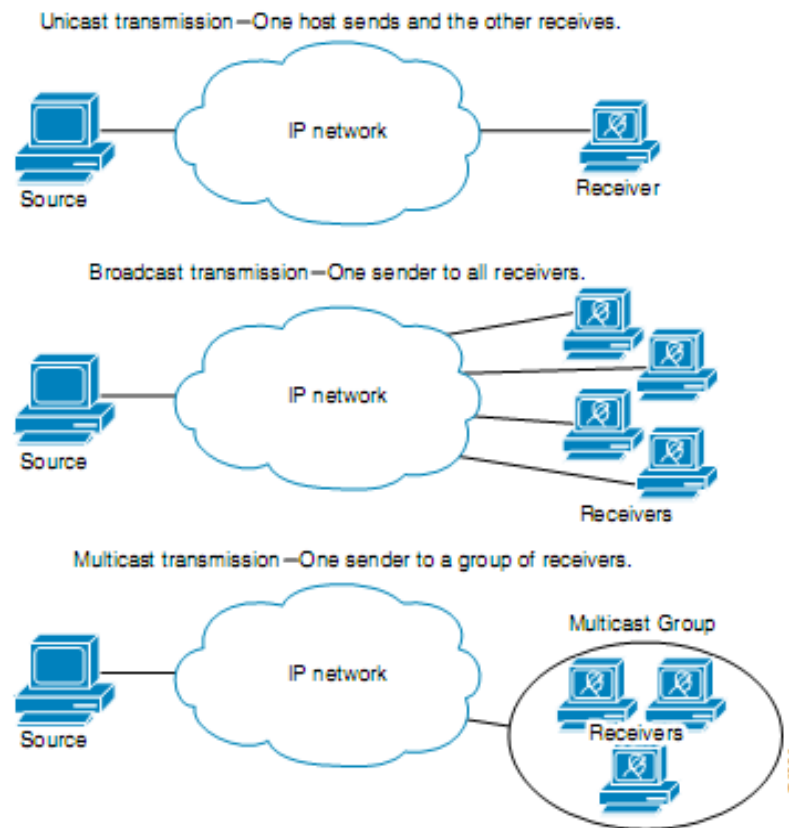 Unicast transmission—One host sends and the other receives.
IP network
Source
Receiver
Broadcast transmission—One sender to all receivers.
IP network
Source
Receivers
Multicast transmission—One sender to a group of receivers.
Multicast Group
IP network
Source
Receivers